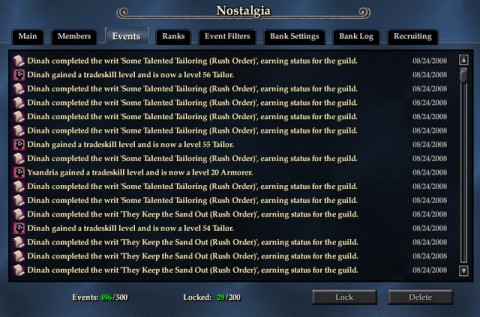 Nostalgia
Main Members Events Ranks Event Filters Bank Settings Bank Log Recruiting
Dinah completed the writ 'Some Talented Tailoring (Rush Order)', earning status for the guild. 08/24/2008
Dinah gained a tradeskill level and is now a level 56 Tailor. 08/24/2008
Dinah completed the writ 'Some Talented Tailoring (Rush Order)', earning status for the guild. 08/24/2008
Dinah completed the writ 'Some Talented Tailoring (Rush Order)', earning status for the guild. 08/24/2008
Dinah completed the writ 'Some Talented Tailoring (Rush Order)', earning status for the guild. 08/24/2008
Dinah completed the writ 'Some Talented Tailoring (Rush Order)', earning status for the guild. 08/24/2008
Dinah gained a tradeskill level and is now a level 55 Tailor. 08/24/2008
Dinah completed the writ 'Some Talented Tailoring (Rush Order)', earning status for the guild. 08/24/2008
Ysandria gained a tradeskill level and is now a level 20 Armorer. 08/24/2008
Dinah completed the writ 'Some Talented Tailoring (Rush Order)', earning status for the guild. 08/24/2008
Dinah completed the writ 'They Keep the Sand Out (Rush Order)', earning status for the guild. 08/24/2008
Dinah completed the writ 'They Keep the Sand Out (Rush Order)', earning status for the guild. 08/24/2008
Dinah gained a tradeskill level and is now a level 54 Tailor. 08/24/2008
Dinah completed the writ 'They Keep the Sand Out (Rush Order)', earning status for the guild. 08/24/2008
Dinah completed the writ 'They Keep the Sand Out (Rush Order)', earning status for the guild. 08/24/2008
Dinah completed the writ 'They Keep the Sand Out (Rush Order)', earning status for the guild. 08/24/2008
Events: 496/500 Locked: 29/200 Lock Delete